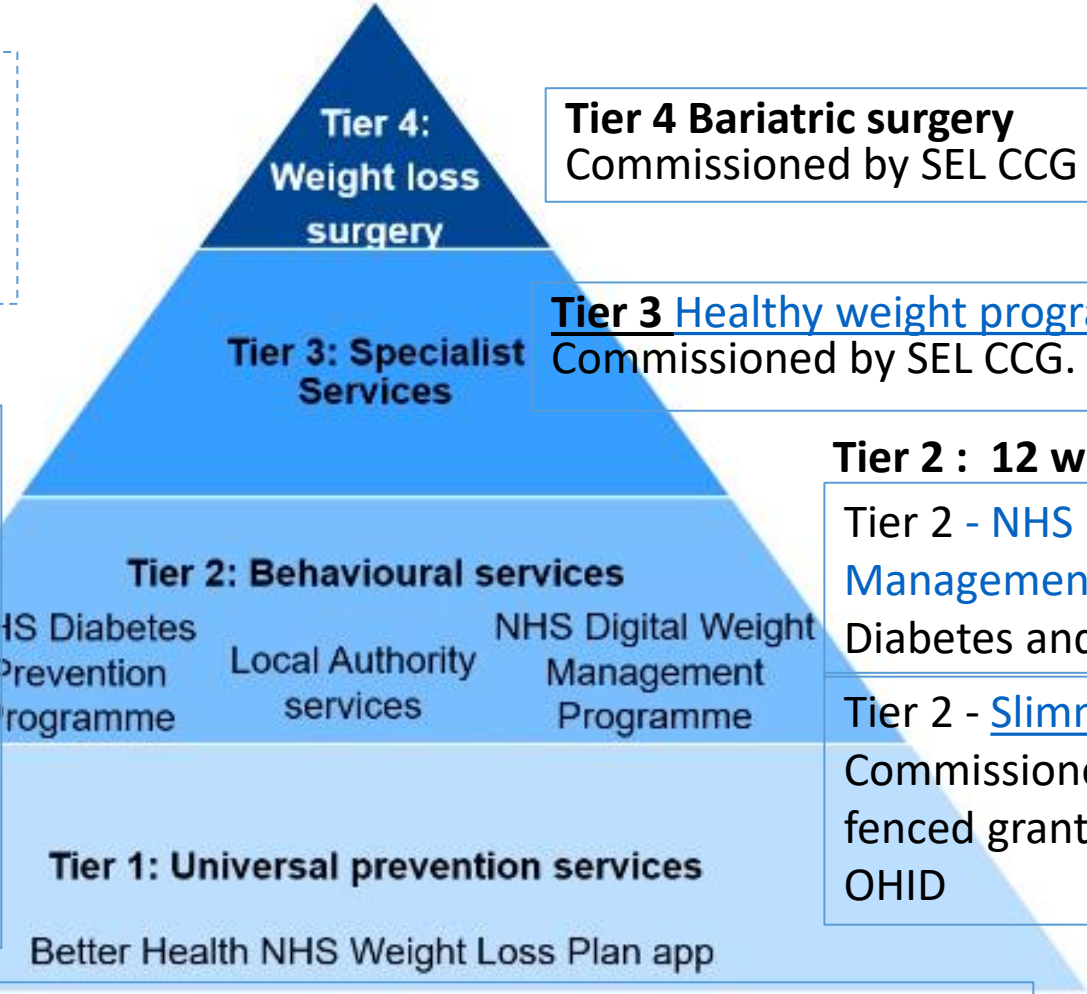 Tier 4:
Weight loss
surgery
Tier 4 Bariatric surgery
Commissioned by SEL CCG
Tier 3: Specialist
Services
Tier 3 Healthy weight progra
Commissioned by SEL CCG.
Tier 2 : 12 w
Tier 2: Behavioural services
HS Diabetes
Prevention
rogramme
Local Authority
services
NHS Digital Weight
Management
Programme
Tier 2 - NHS
Managemen
Diabetes and
Tier 2 - Slimm
Commissione
fenced grant
OHID
Tier 1: Universal prevention services
Better Health NHS Weight Loss Plan app